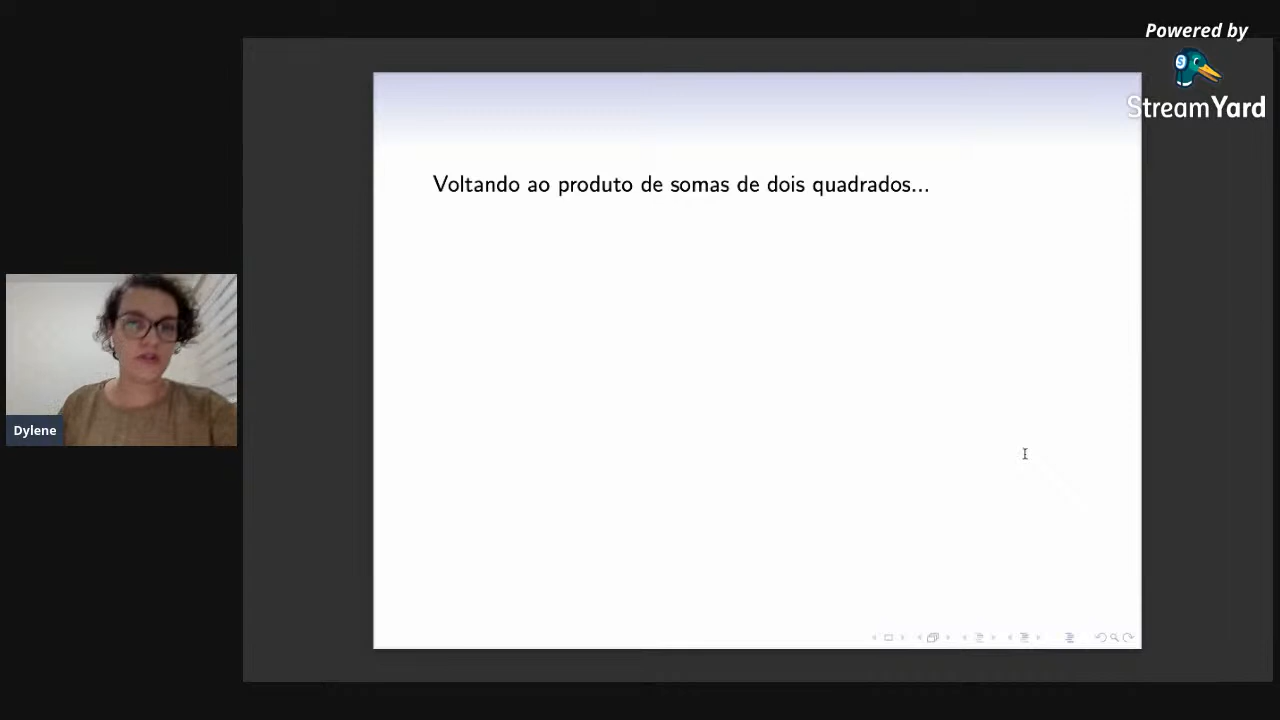 Powered by
StreamYard
Voltando ao produto de somas de dois quadrados...
Dylene